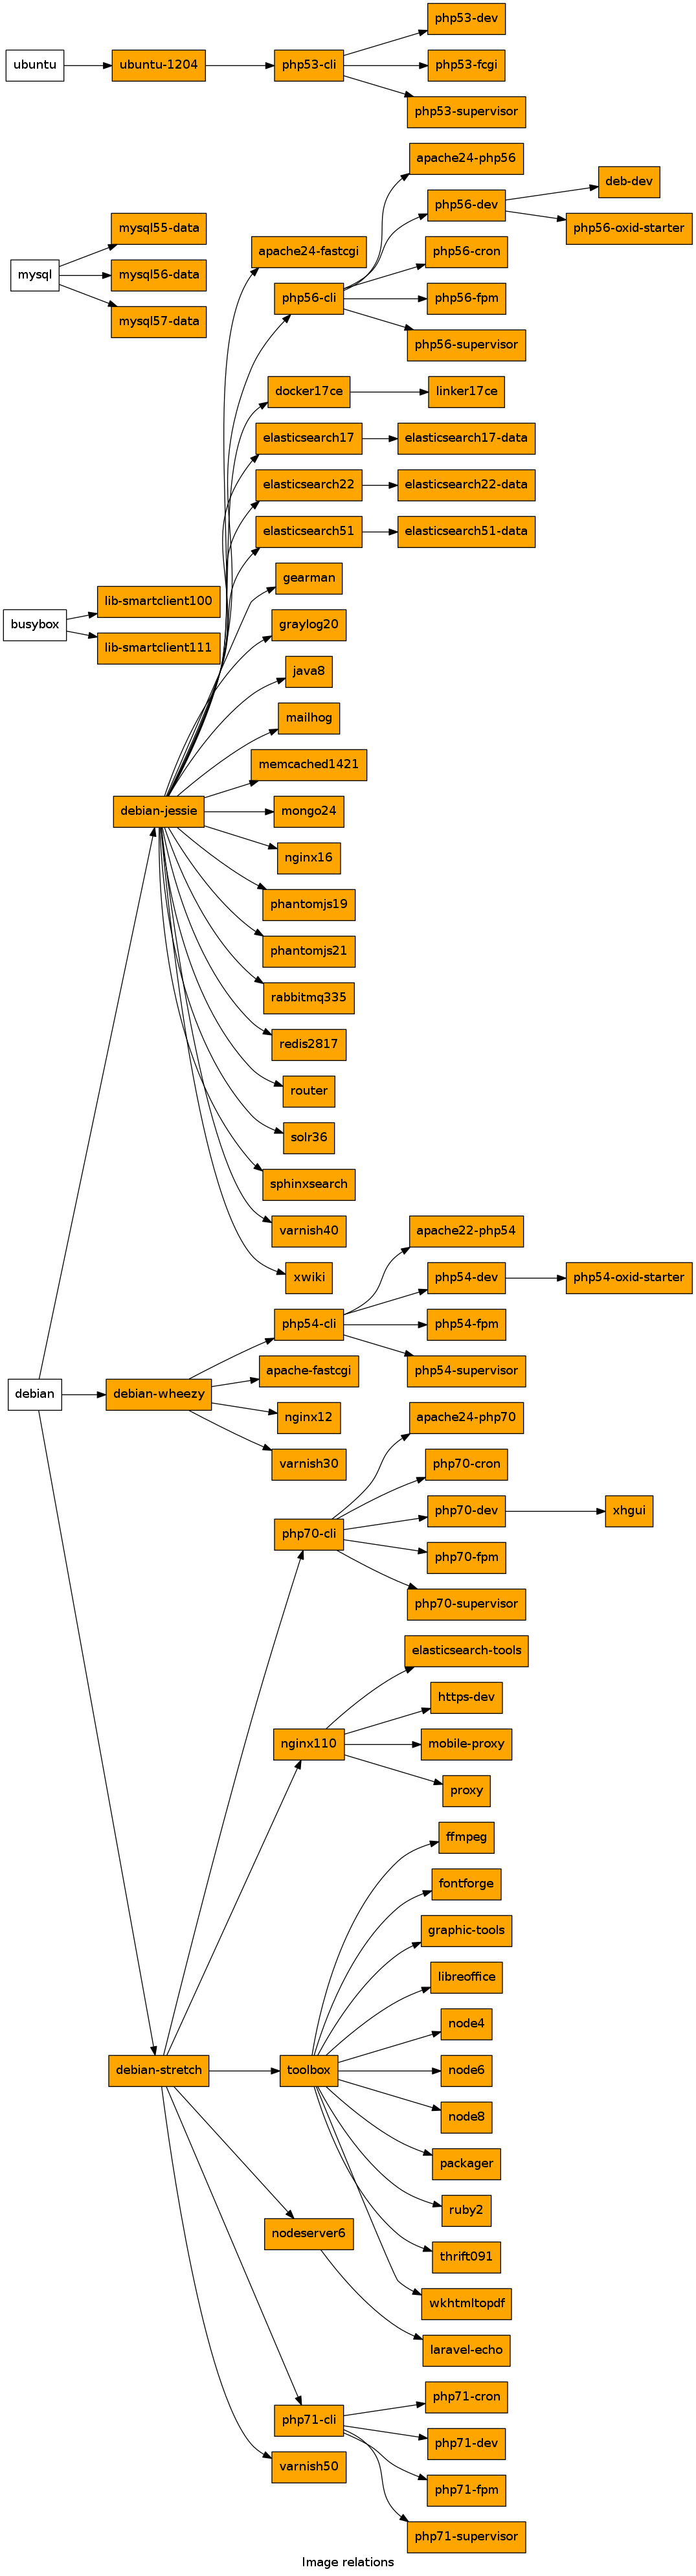 php53-dev
ubuntu
ubuntu-1204
php53-cli
php53-fcgi
php53-supervisor
apache24-php56
deb-dev
php56-dev
mysql55-data
php56-oxid-starter
apache24-fastcgi
php56-cron
mysql
mysql56-data
php56-cli
php56-fpm
mysql57-data
php56-supervisor
docker17ce
linker17ce
elasticsearch17
elasticsearch17-data
elasticsearch22
elasticsearch22-data
elasticsearch51
elasticsearch51-data
gearman
lib-smartclient100
busybox
graylog20
lib-smartclient111
java8
mailhog
memcached1421
debian-jessie
mongo24
nginx16
phantomjs19
phantomjs21
rabbitmq335
redis2817
router
solr36
sphinxsearch
varnish40
apache22-php54
xwiki
php54-dev
php54-oxid-starter
php54-cli
php54-fpm
apache-fastcgi
php54-supervisor
debian
debian-wheezy
nginx12
apache24-php70
varnish30
php70-cron
php70-dev
xhgui
php70-cli
php70-fpm
php70-supervisor
elasticsearch-tools
https-dev
nginx110
mobile-proxy
proxy
ffmpeg
fontforge
graphic-tools
libreoffice
node4
debian-stretch
toolbox
node6
node8
packager
ruby2
nodeserver6
thrift091
wkhtmltopdf
laravel-echo
php71-cron
php71-cli
php71-dev
varnish50
php71-fpm
php71-supervisor
Image relations